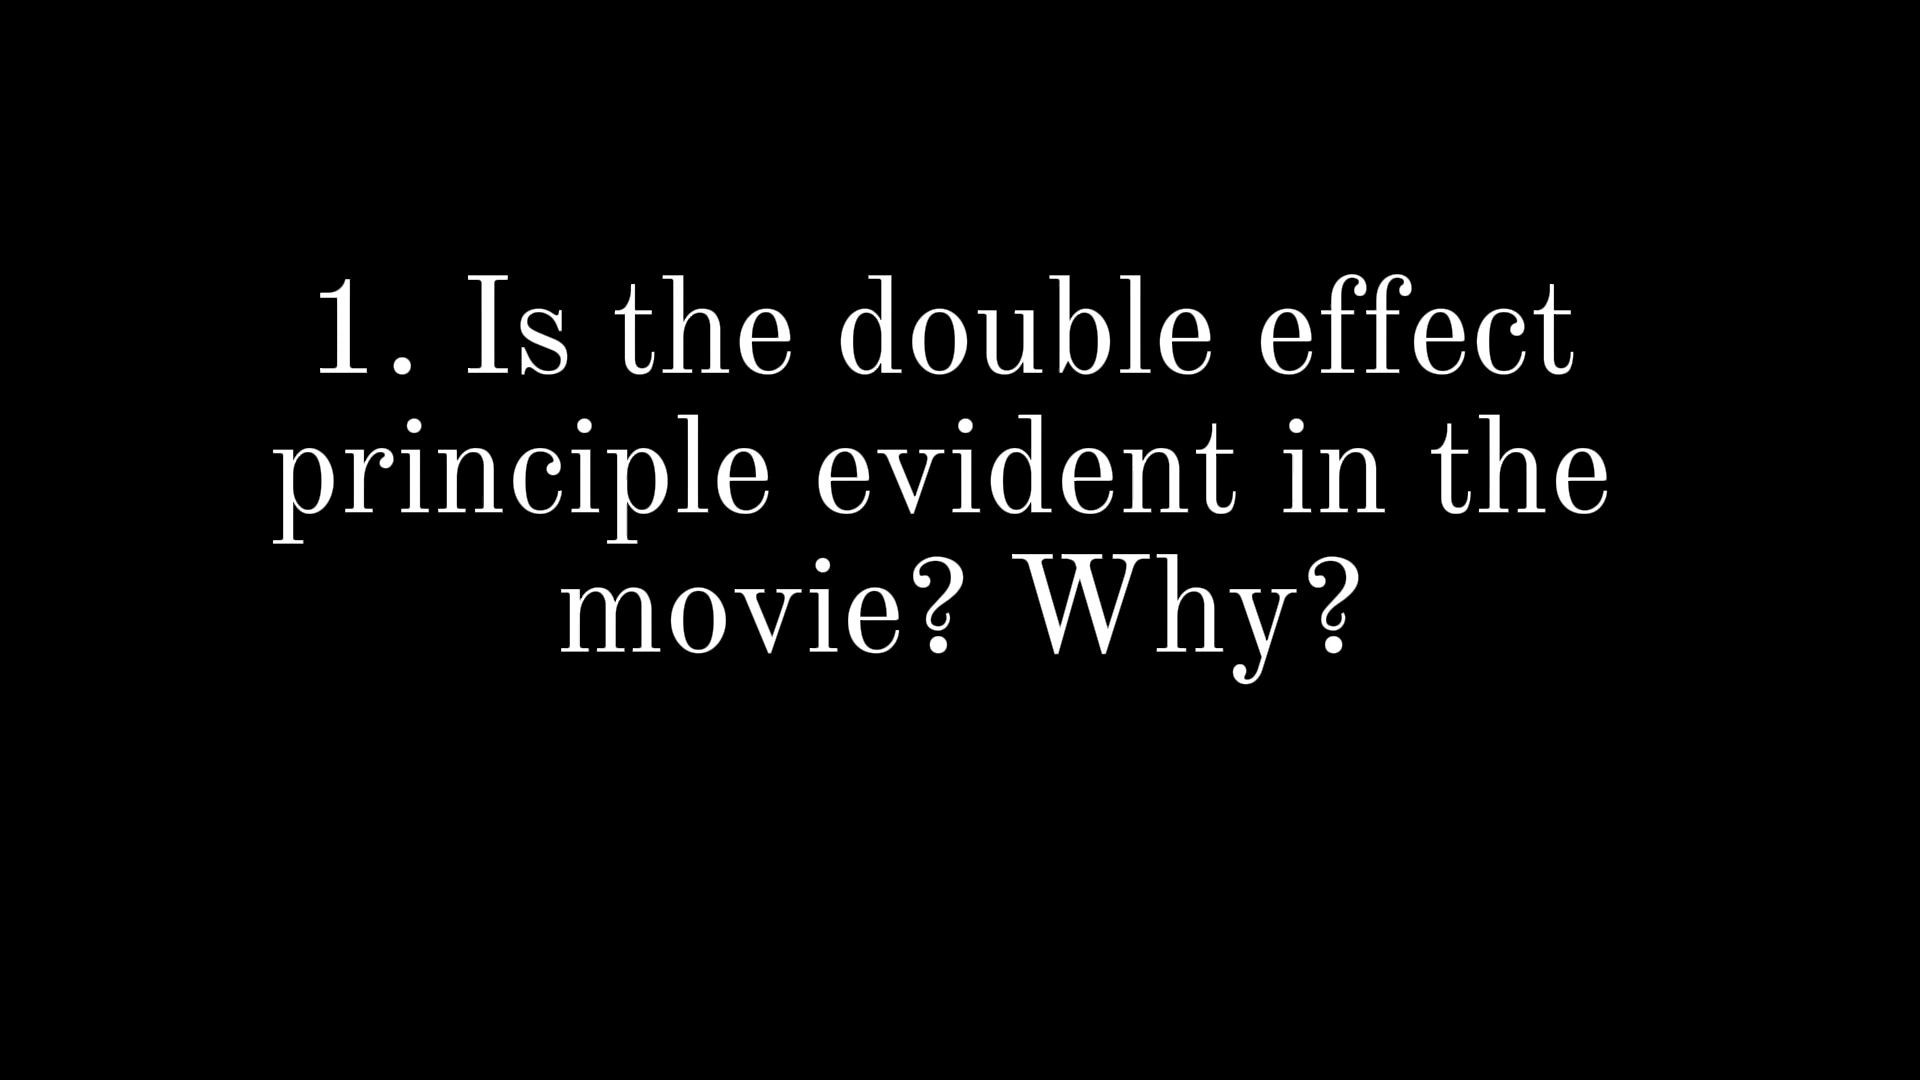 1. Is the double effect
principle evident in the
movie? Why?